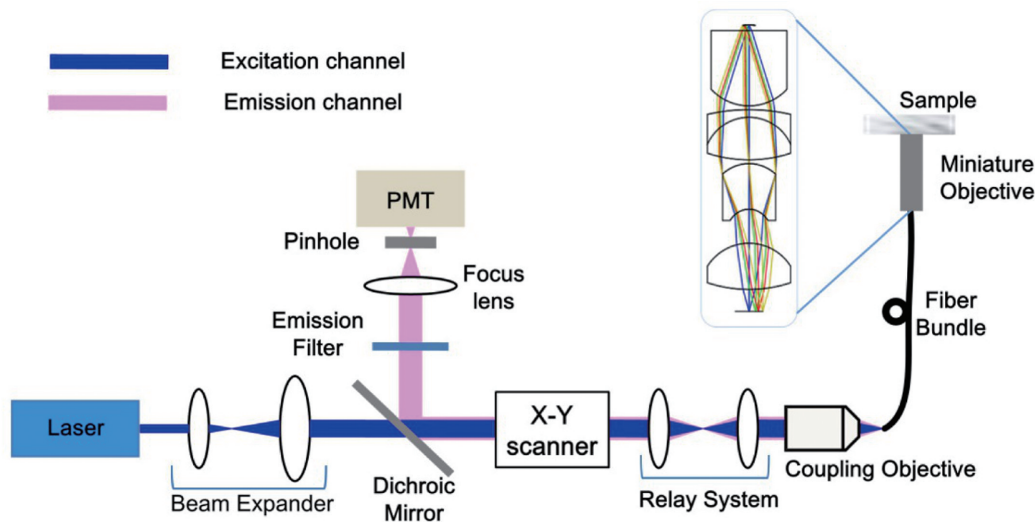 Excitation channel
Emission channel
Sample
Miniature
Objective
PMT
Pinhole
Focus
lens
Emission
Filter
Fiber
Bundle
Laser
X-Y
scanner
Beam Expander
Dichroic
Mirror
Relay System
Coupling Objective